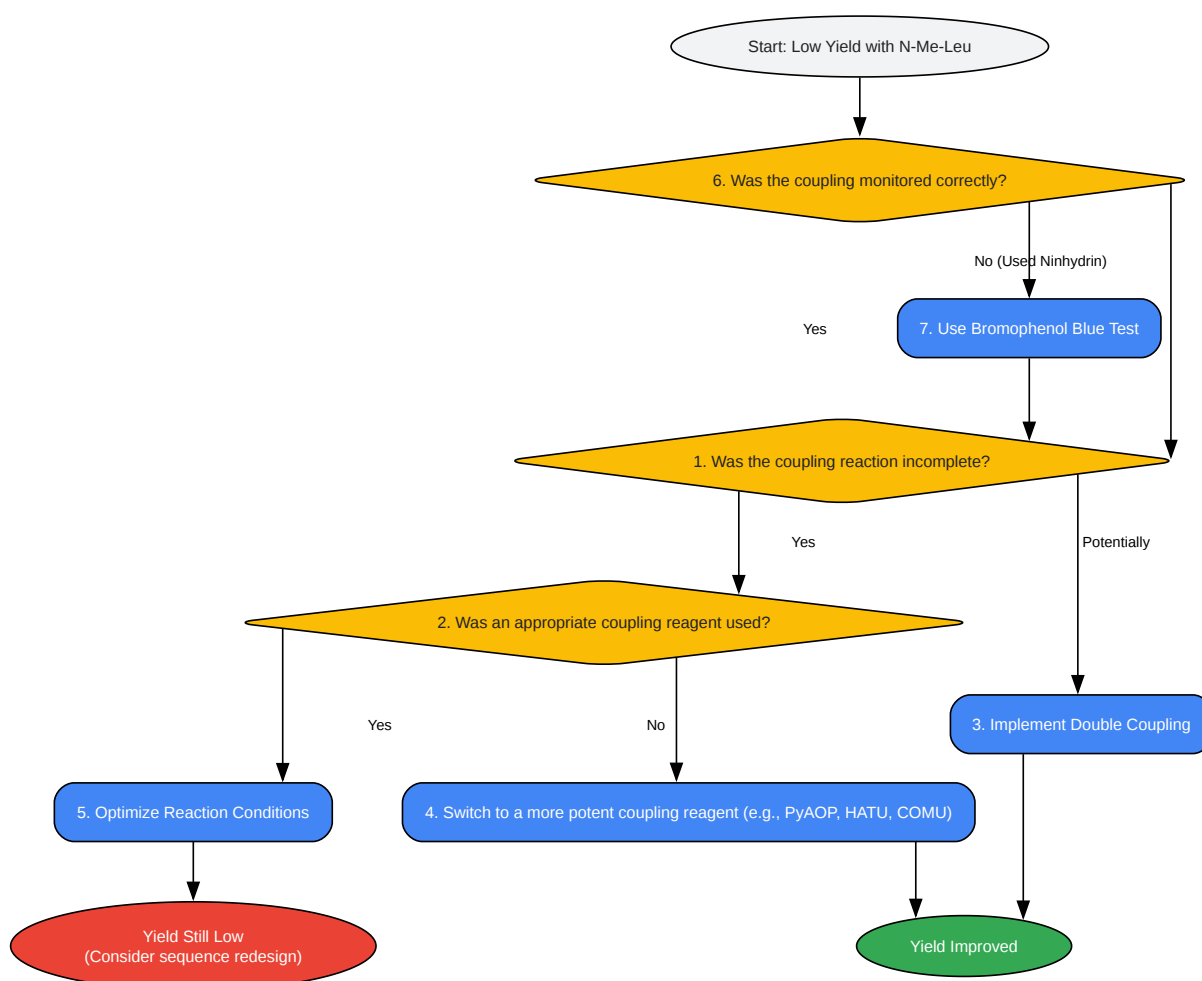 Start: Low Yield with N-Me-Leu
6. Was the coupling monitored correctly?
No (Used Ninhydrin)
Yes
7. Use Bromophenol Blue Test
1. Was the coupling reaction incomplete?
Yes
Potentially
2. Was an appropriate coupling reagent used?
Yes
No
3. Implement Double Coupling
5. Optimize Reaction Conditions
4. Switch to a more potent coupling reagent (e.g., PyAOP, HATU, COMU)
Yield Still Low
(Consider sequence redesign)
Yield Improved